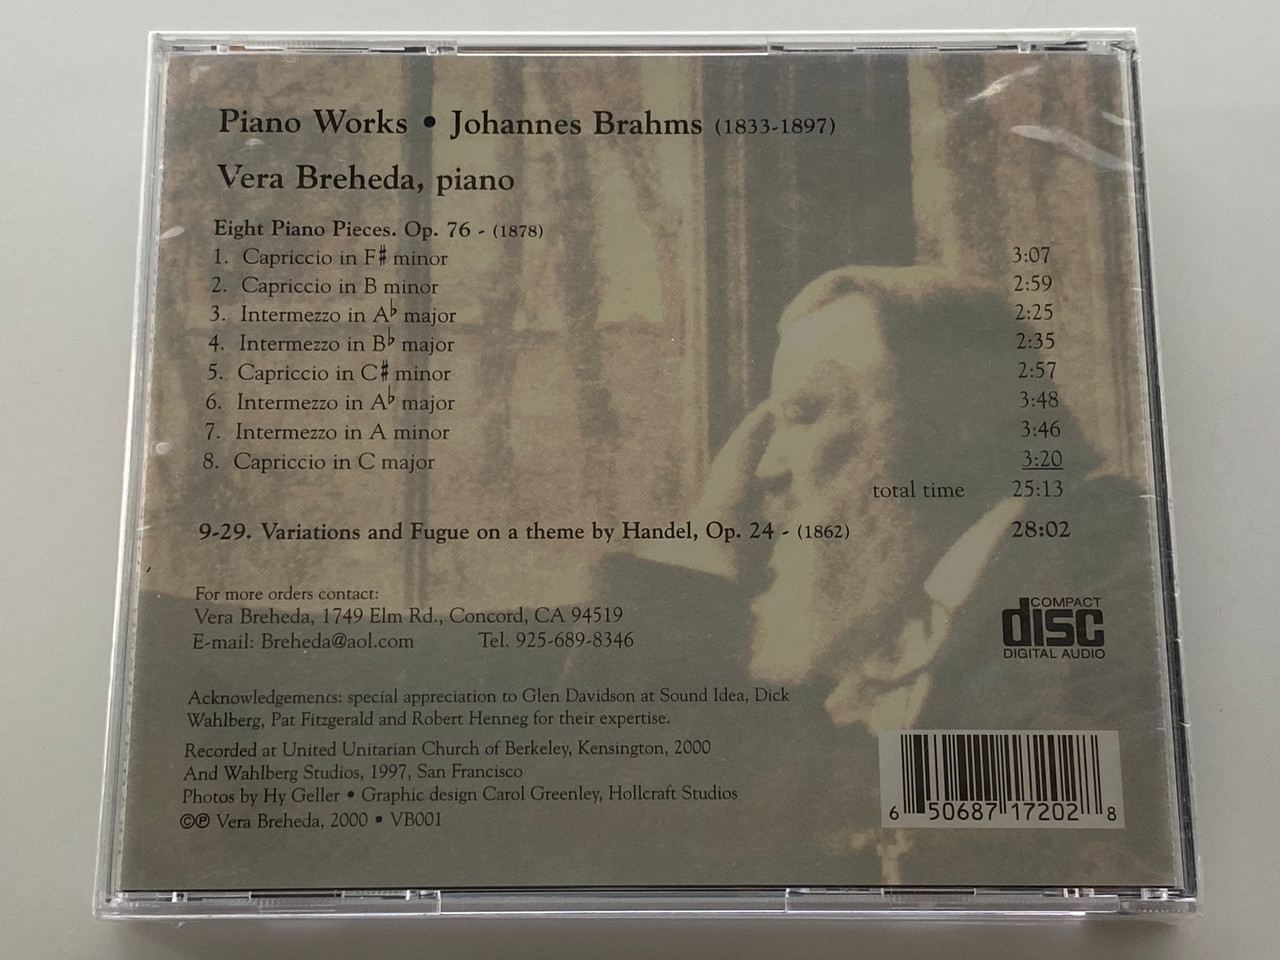 Piano Works • Johannes Brahms (1833-1897)
Vera Breheda, piano
Eight Piano Pieces. Op. 76 - (1878)
1. Capriccio in F♯ minor 3:07
2. Capriccio in B minor 2:59
3. Intermezzo in A♭ major 2:25
4. Intermezzo in B♭ major 2:35
5. Capriccio in C♯ minor 2:57
6. Intermezzo in A♭ major 3:48
7. Intermezzo in A minor 3:46
8. Capriccio in C major 3:20
total time 25:13
9-29. Variations and Fugue on a theme by Handel, Op. 24 - (1862) 28:02
For more orders contact:
Vera Breheda, 1749 Elm Rd., Concord, CA 94519
E-mail: Breheda@aol.com Tel. 925-689-8346
COMPACT
disc
DIGITAL AUDIO
Acknowledgements: special appreciation to Glen Davidson at Sound Idea, Dick
Wahlberg, Pat Fitzgerald and Robert Henneg for their expertise.
Recorded at United Unitarian Church of Berkeley, Kensington, 2000
And Wahlberg Studios, 1997, San Francisco
Photos by Hy Geller • Graphic design Carol Greenley, Hollcraft Studios
©℗ Vera Breheda, 2000 • VB001
6 50687 17202 8